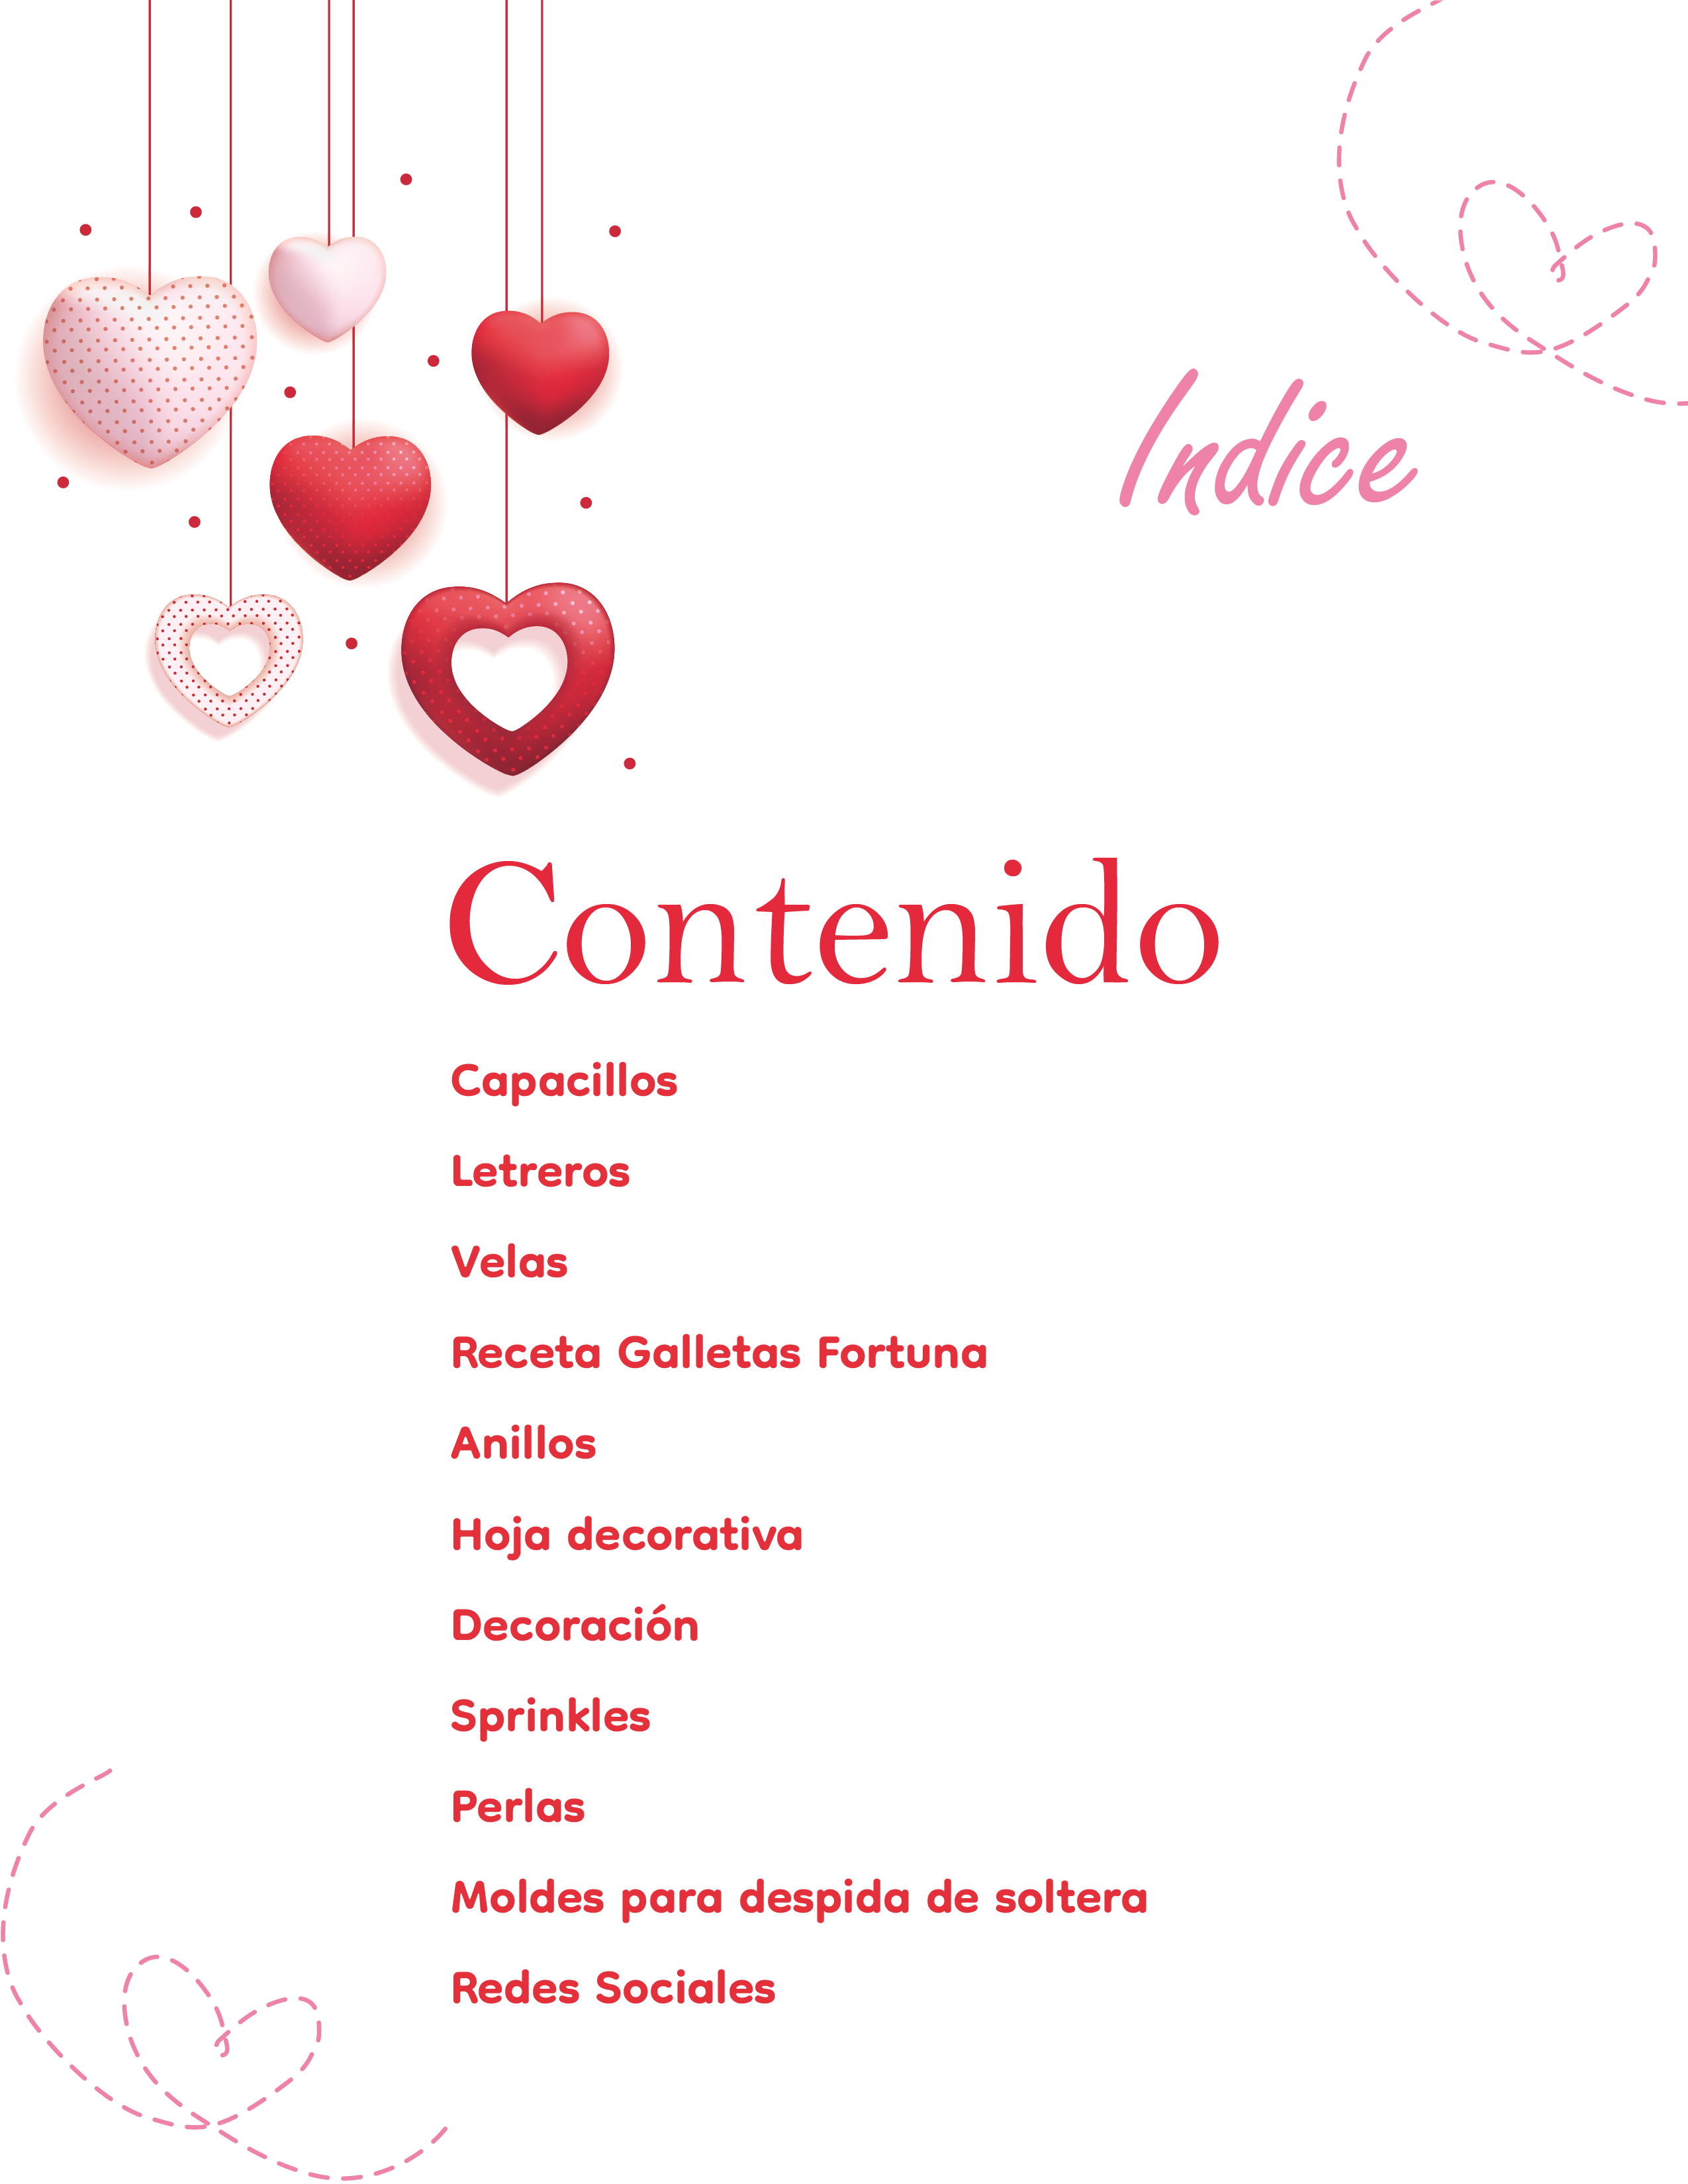 Indice
Contenido
Capacillos
Letreros
Velas
Receta Galletas Fortuna
Anillos
Hoja decorativa
Decoración
Sprinkles
Perlas
Moldes para despida de soltera
Redes Sociales